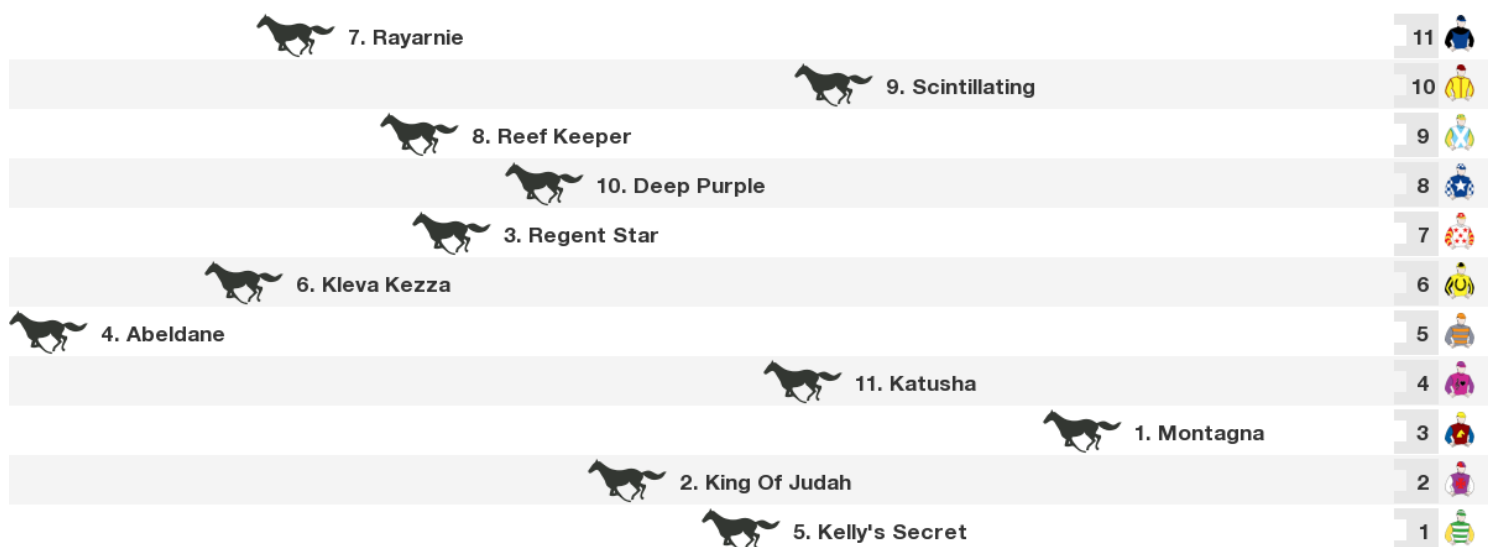 7. Rayarnie 11
9. Scintillating 10
8. Reef Keeper 9
10. Deep Purple 8
3. Regent Star 7
6. Kleva Kezza 6
4. Abeldane 5
11. Katusha 4
1. Montagna 3
2. King Of Judah 2
5. Kelly's Secret 1